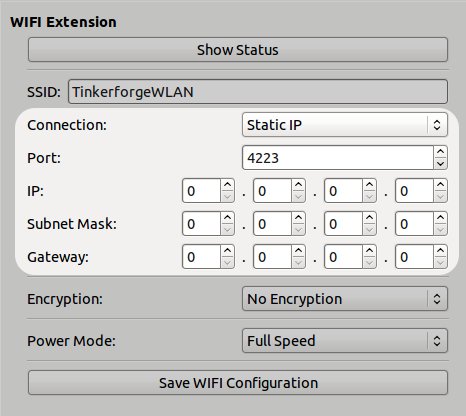 WIFI Extension
Show Status
SSID: TinkerforgeWLAN
Connection: Static IP
Port: 4223
IP: 0 . 0 . 0 . 0
Subnet Mask: 0 . 0 . 0 . 0
Gateway: 0 . 0 . 0 . 0
Encryption: No Encryption
Power Mode: Full Speed
Save WIFI Configuration